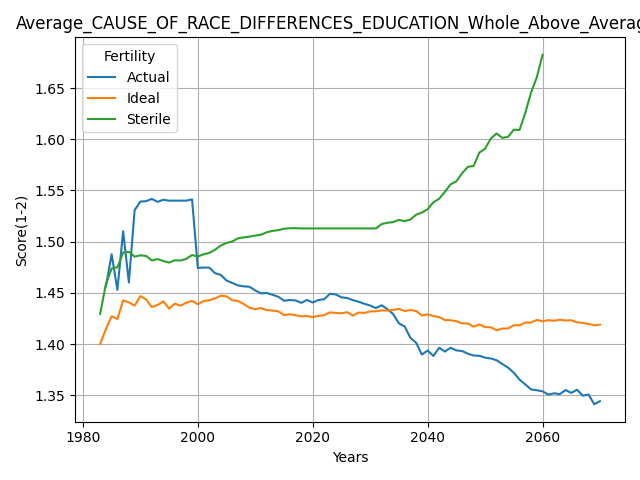 Average_CAUSE_OF_RACE_DIFFERENCES_EDUCATION_Whole_Above_Averag
Fertility
Actual
Ideal
Sterile
Score(1-2)
1.65
1.60
1.55
1.50
1.45
1.40
1.35
1980
2000
2020
2040
2060
Years